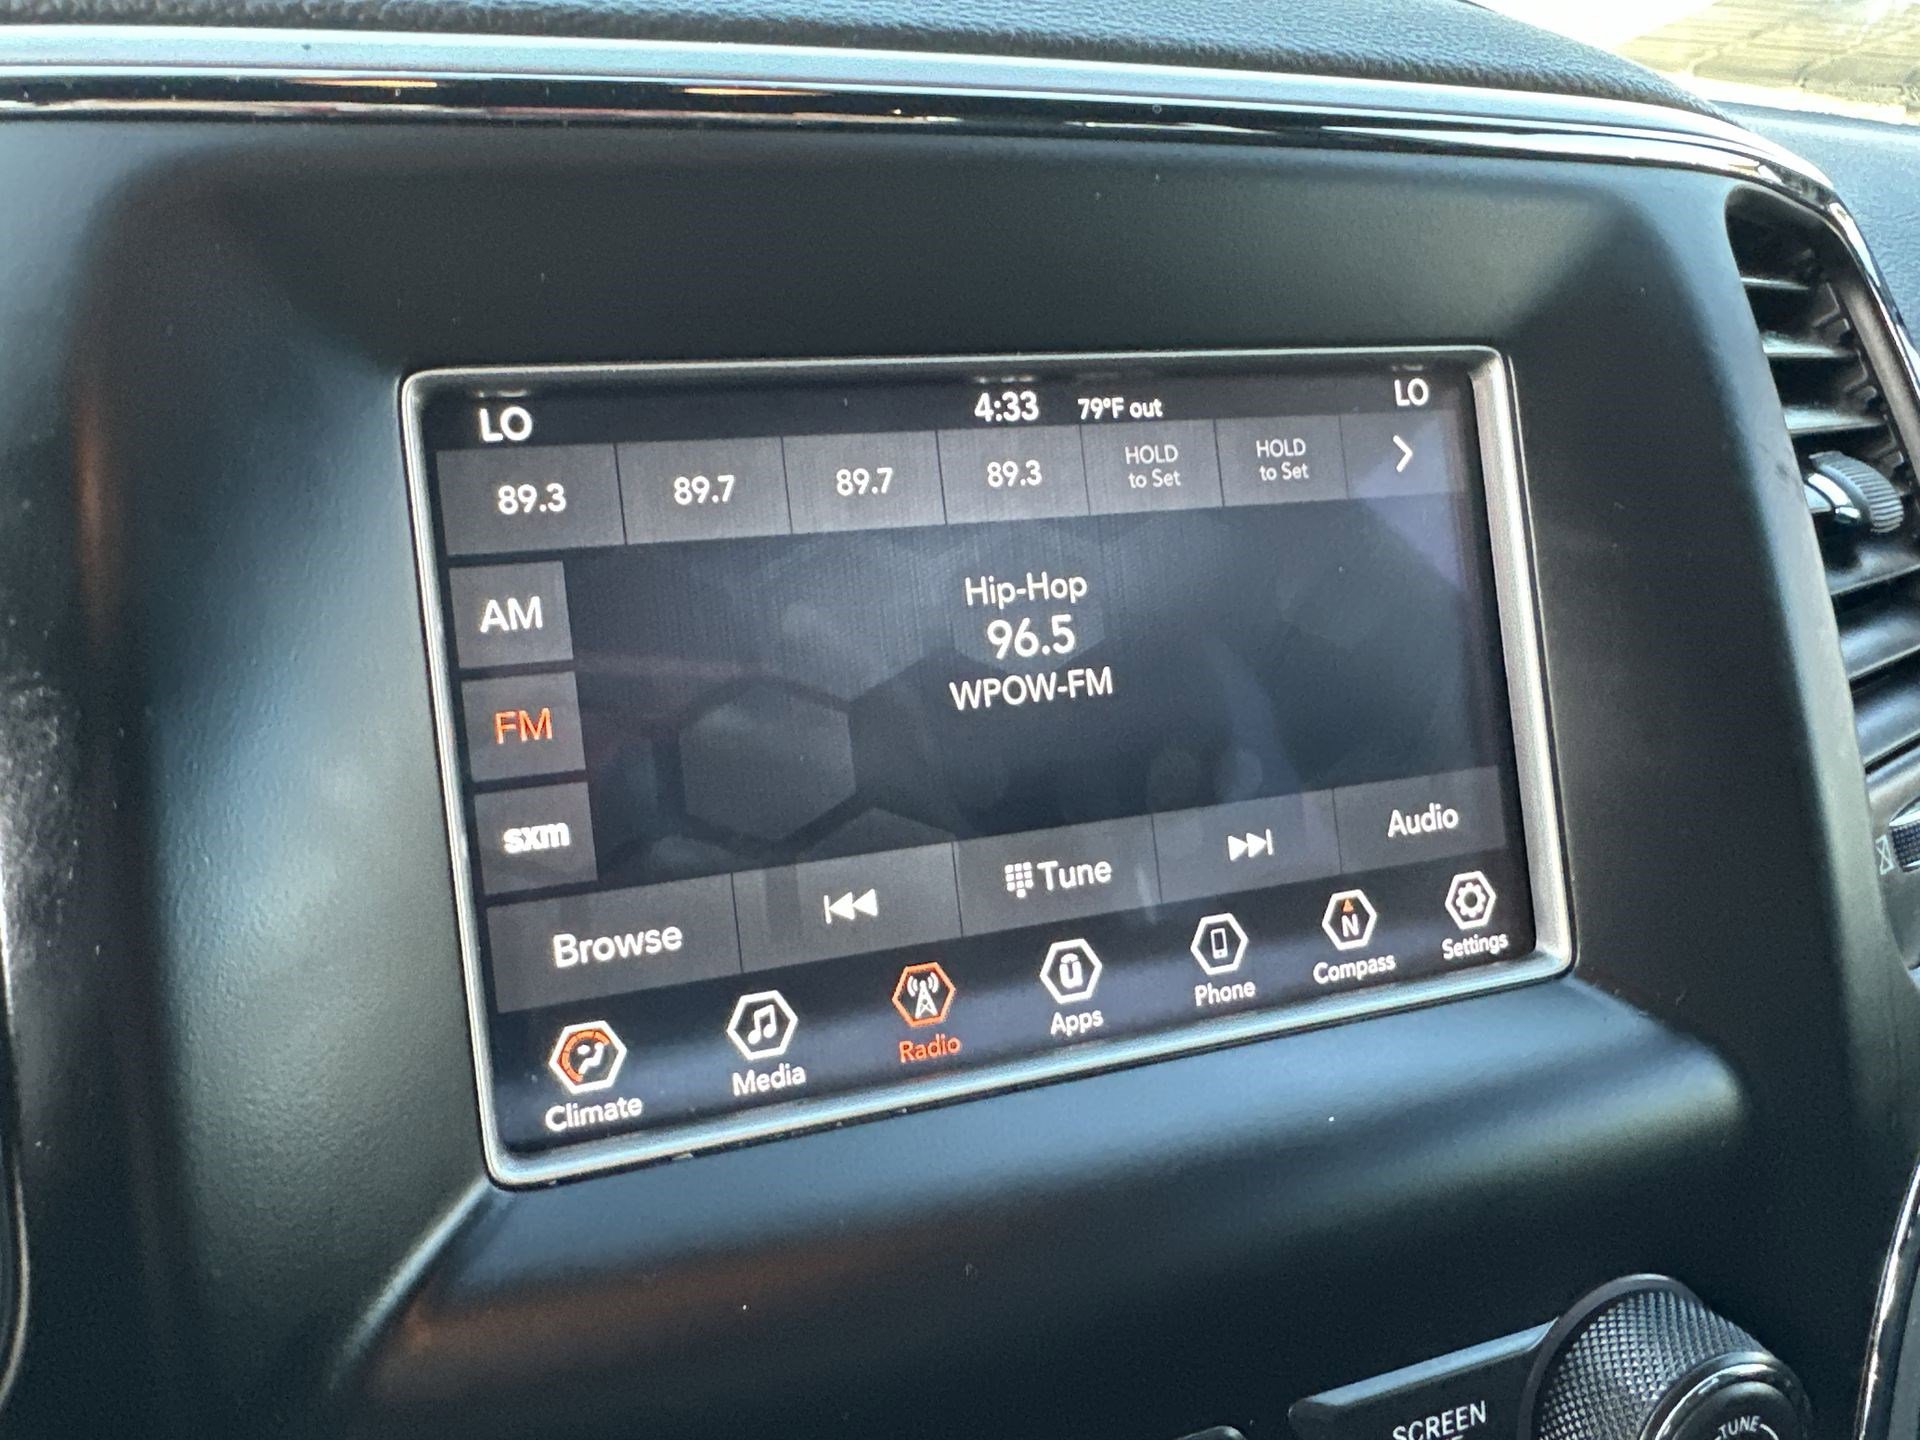 LO 4:33 79°F out LO
89.3 89.7 89.7 89.3 HOLD to Set HOLD to Set
AM
Hip-Hop
96.5
WPOW-FM
FM
sxm
Browse Tune Audio
Climate Media Radio Apps Phone N Compass Settings
SCREEN
TUNE